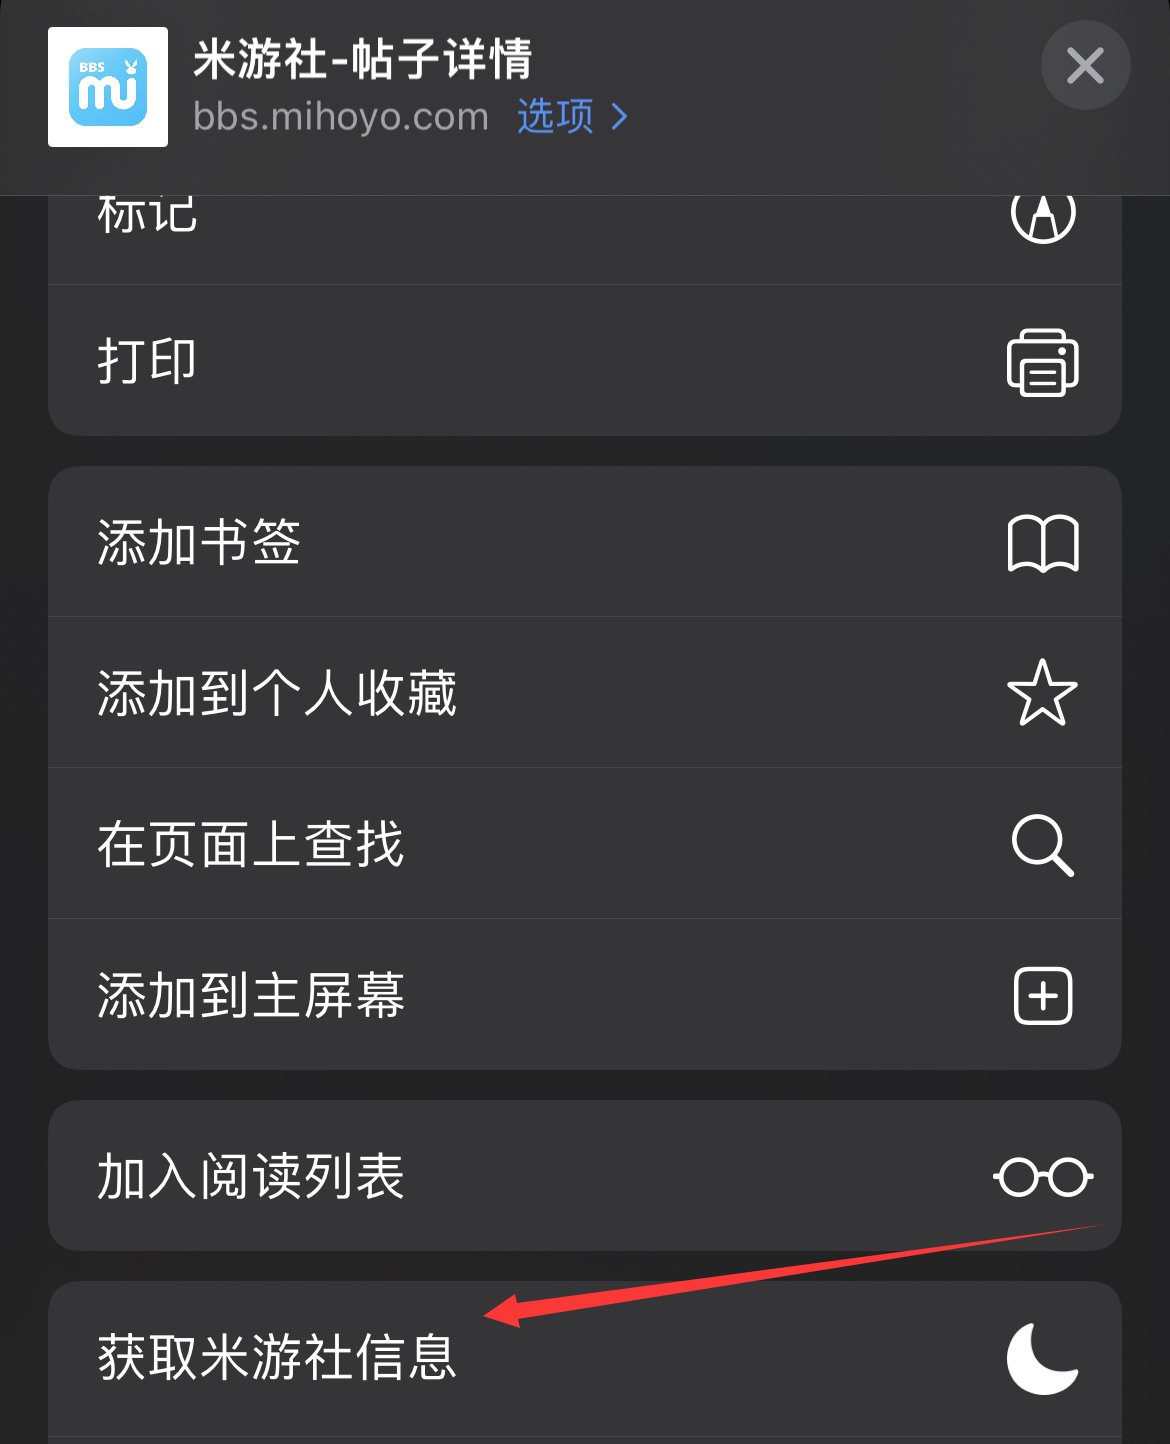 米游社-帖子详情
bbs.mihoyo.com 选项
BBS
mi
标记
打印
添加书签
添加到个人收藏
在页面上查找
添加到主屏幕
加入阅读列表
获取米游社信息